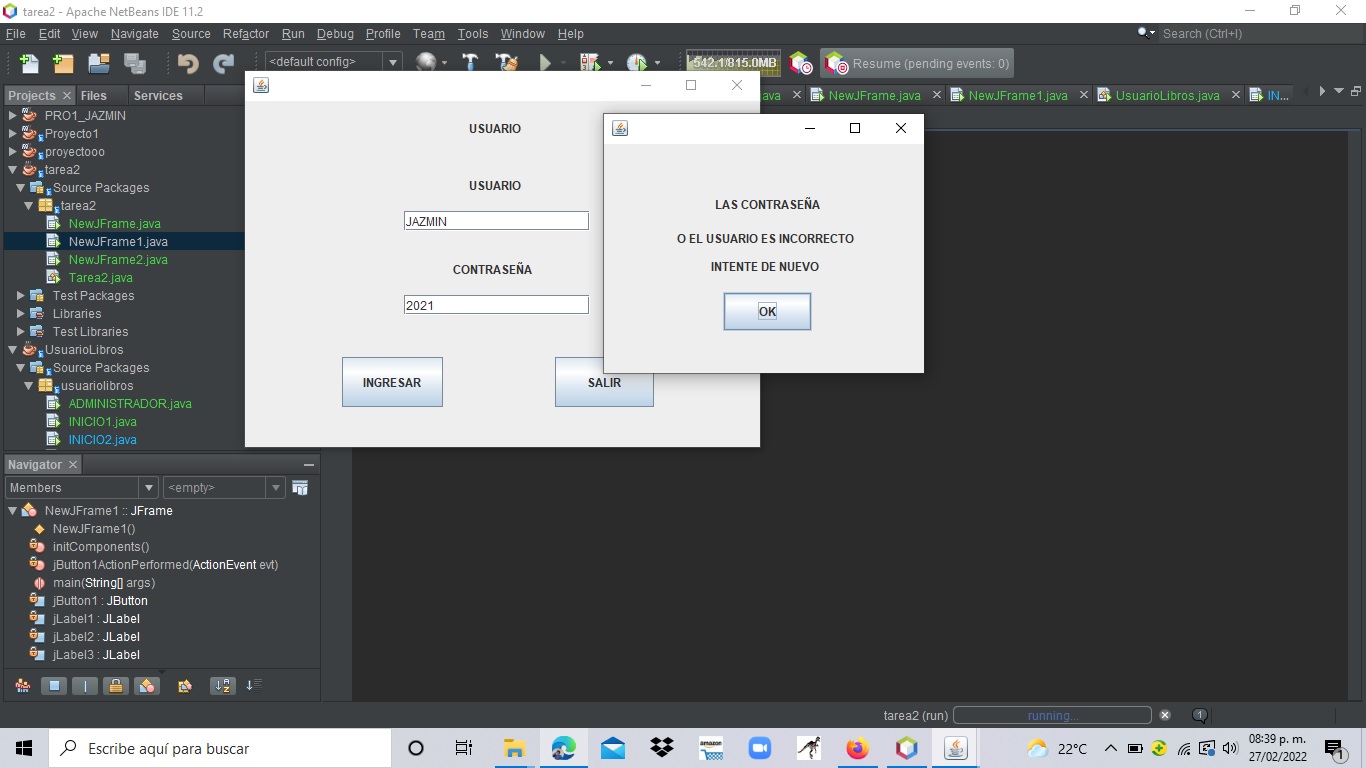 tarea2 - Apache NetBeans IDE 11.2
File Edit View Navigate Source Refactor Run Debug Profile Team Tools Window Help
Search (Ctrl+I)
<default config>
542.1/815.0MB
Resume (pending events: 0)
Projects Files Services
ava NewJFrame.java NewJFrame1.java UsuarioLibros.java IN...
PRO1_JAZMIN
Proyecto1
proyectooo
tarea2
Source Packages
tarea2
NewJFrame.java
NewJFrame1.java
NewJFrame2.java
Tarea2.java
Test Packages
Libraries
Test Libraries
UsuarioLibros
Source Packages
usuariolibros
ADMINISTRADOR.java
INICIO1.java
INICIO2.java
USUARIO
USUARIO
JAZMIN
CONTRASEÑA
2021
INGRESAR
SALIR
LAS CONTRASEÑA
O EL USUARIO ES INCORRECTO
INTENTE DE NUEVO
OK
Navigator
Members
<empty>
NewJFrame1 :: JFrame
NewJFrame1()
initComponents()
jButton1ActionPerformed(ActionEvent evt)
main(String[] args)
jButton1 : JButton
jLabel1 : JLabel
jLabel2 : JLabel
jLabel3 : JLabel
tarea2 (run)
running...
1
Escribe aquí para buscar
amazon
22°C
08:39 p. m.
27/02/2022
1